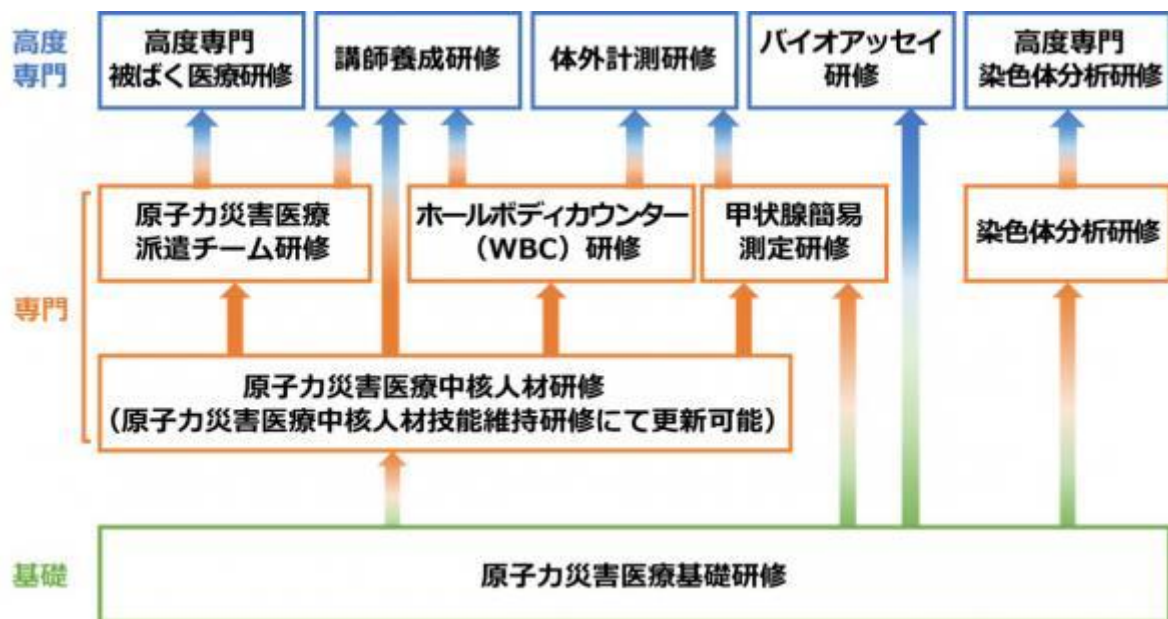 高度
専門
高度専門
被ばく医療研修
講師養成研修
体外計測研修
バイオアッセイ
研修
高度専門
染色体分析研修
専門
原子力災害医療
派遣チーム研修
ホールボディカウンター
（WBC）研修
甲状腺簡易
測定研修
染色体分析研修
原子力災害医療中核人材研修
（原子力災害医療中核人材技能維持研修にて更新可能）
基礎
原子力災害医療基礎研修